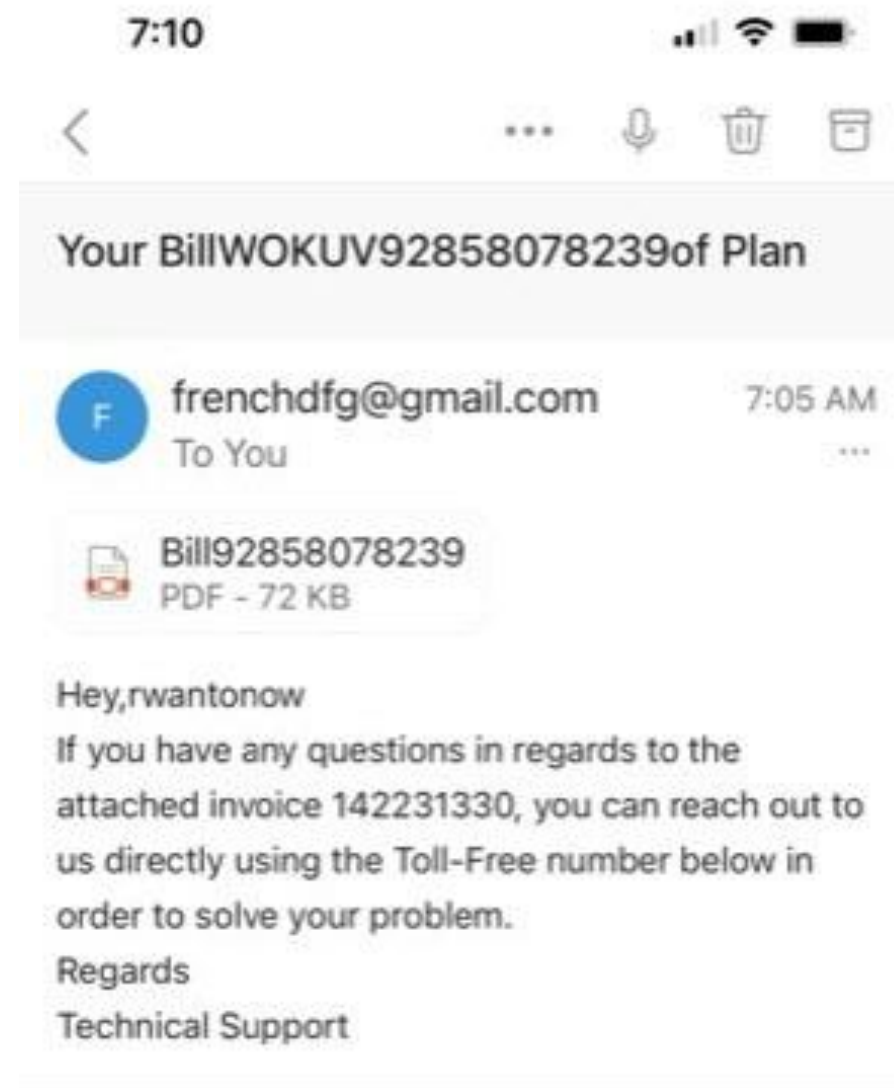 7:10
Your BillWOKUV92858078239of Plan
F
frenchdfg@gmail.com
7:05 AM
To You
Bill92858078239
PDF - 72 KB
Hey,rwantonow
If you have any questions in regards to the
attached invoice 142231330, you can reach out to
us directly using the Toll-Free number below in
order to solve your problem.
Regards
Technical Support